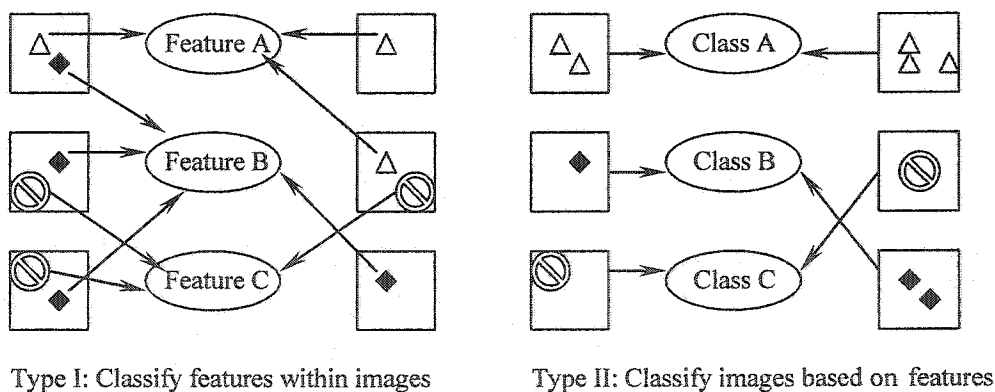 Feature A
Feature B
Feature C
Type I: Classify features within images
Class A
Class B
Class C
Type II: Classify images based on features